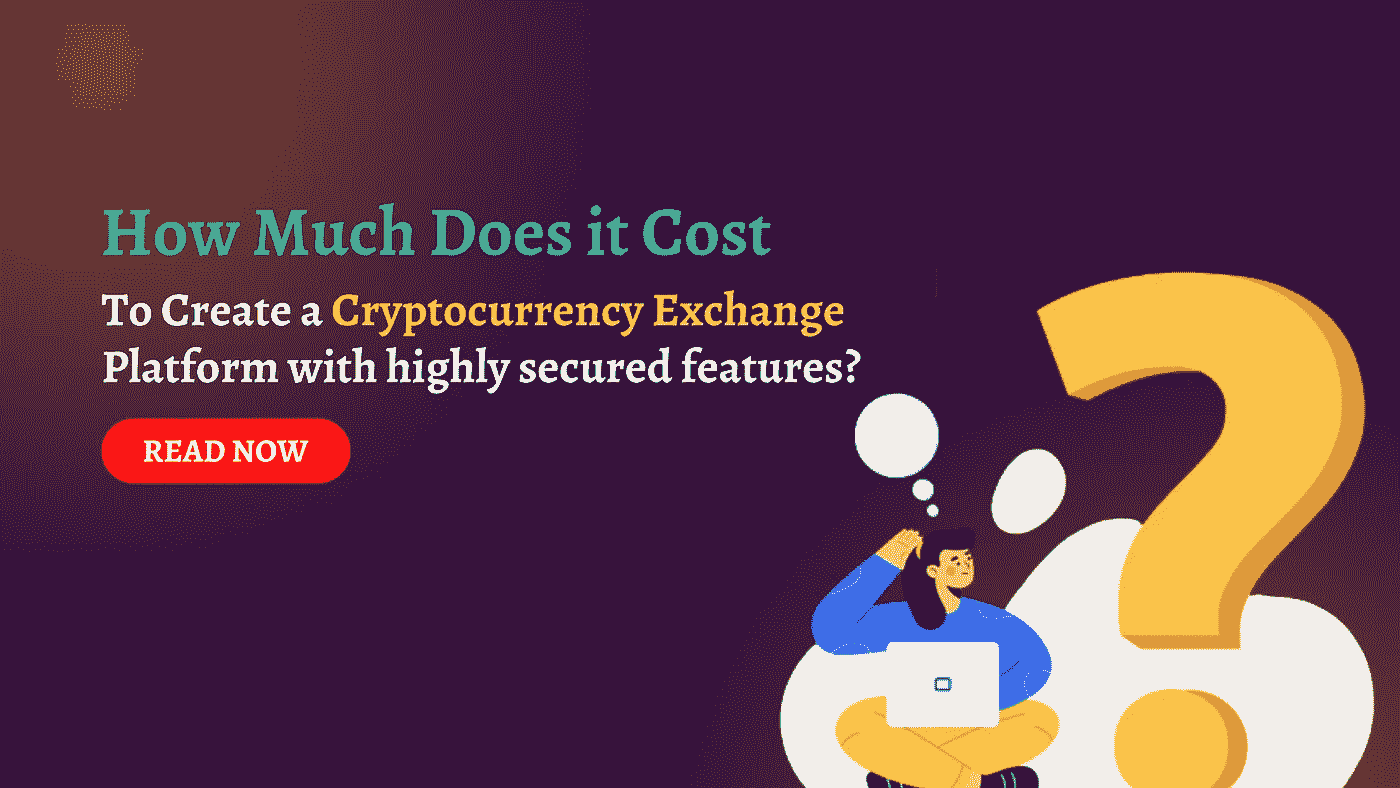 How Much Does it Cost
To Create a Cryptocurrency Exchange
Platform with highly secured features?
READ NOW